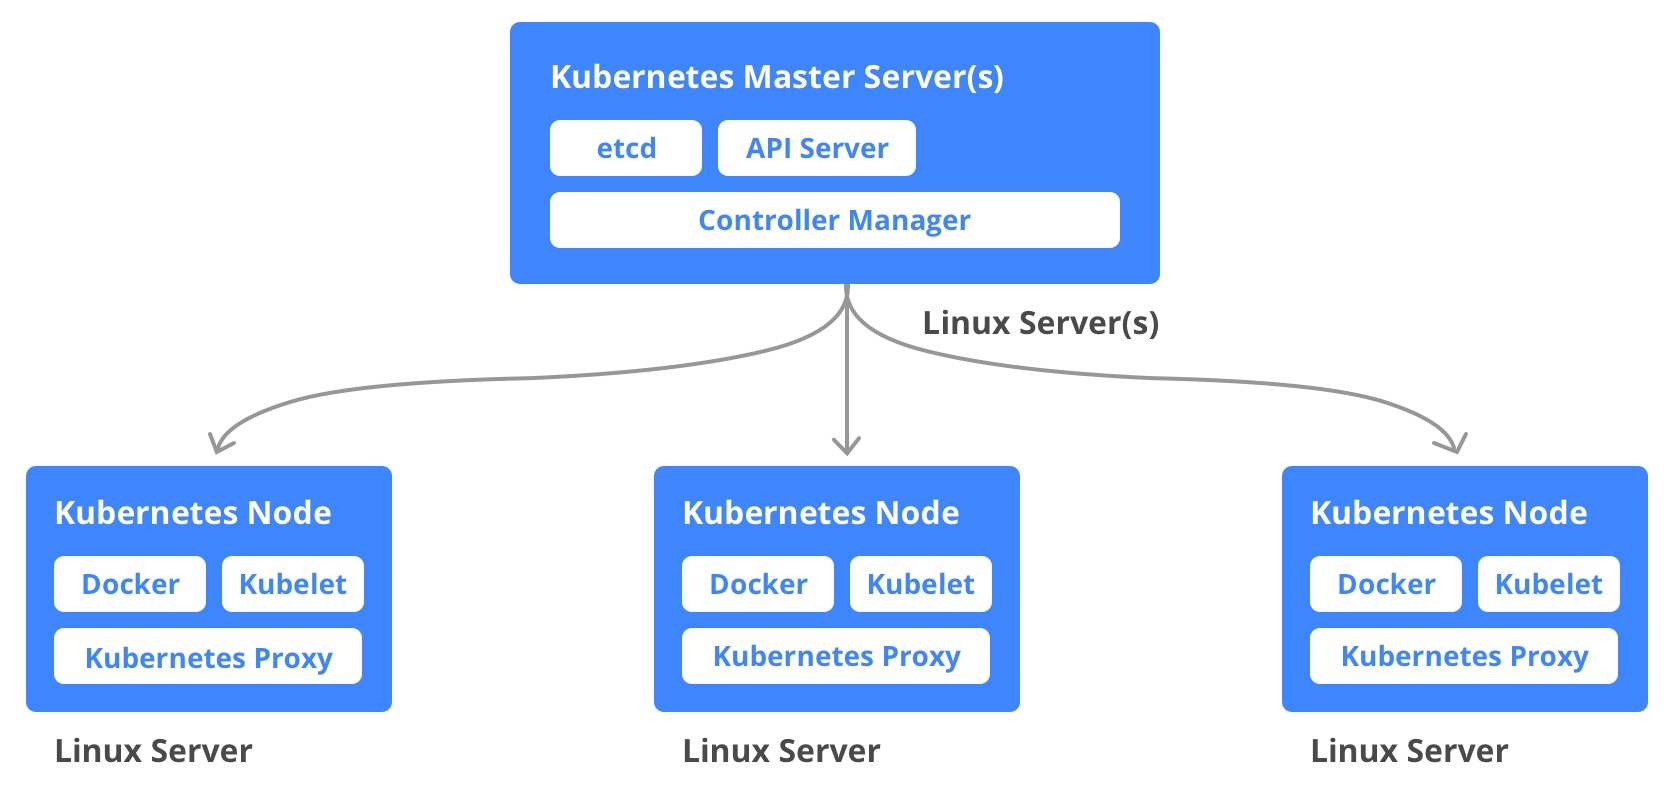 Kubernetes Master Server(s)
etcd
API Server
Controller Manager
Linux Server(s)
Kubernetes Node
Docker
Kubelet
Kubernetes Proxy
Linux Server
Kubernetes Node
Docker
Kubelet
Kubernetes Proxy
Linux Server
Kubernetes Node
Docker
Kubelet
Kubernetes Proxy
Linux Server